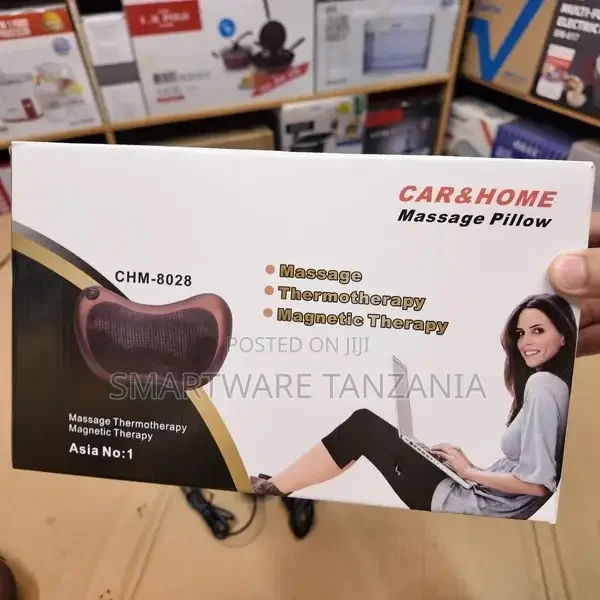 CAR&HOME
Massage Pillow
CHM-8028
Massage
Thermotherapy
Magnetic Therapy
POSTED ON JIJI
SMARTWARE TANZANIA
Massage Thermotherapy
Magnetic Therapy
Asia No:1